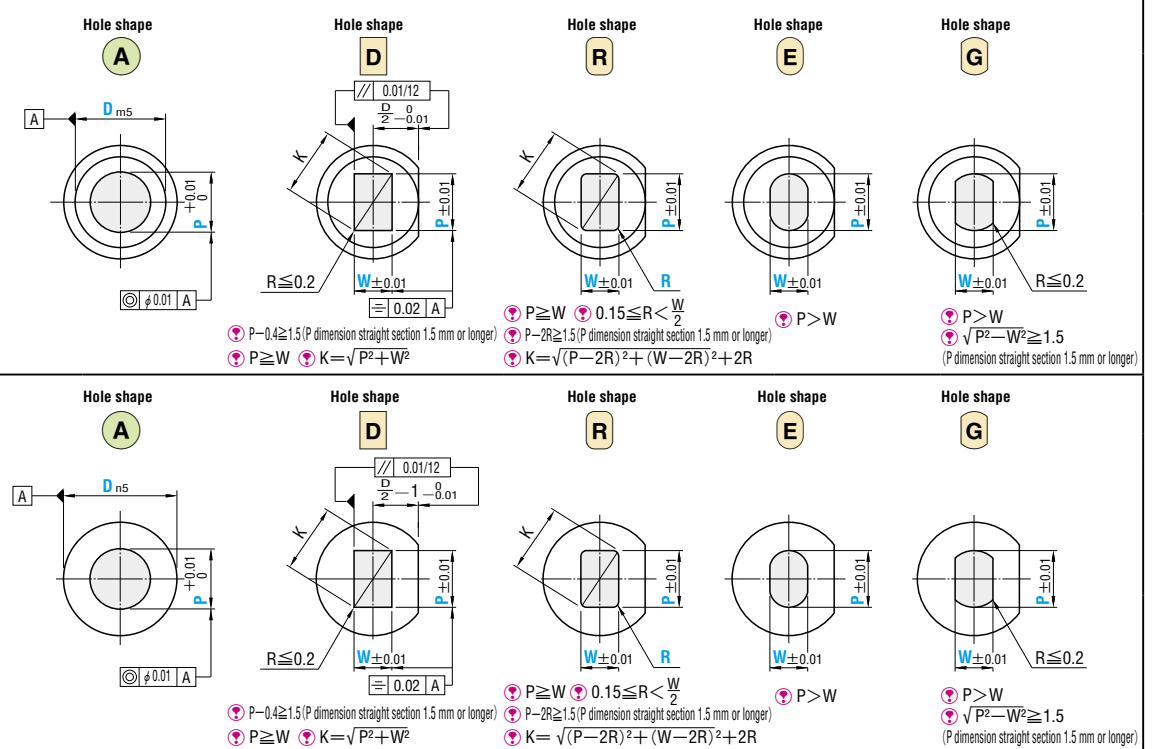 Hole shape
Hole shape
Hole shape
Hole shape
Hole shape
A
D
R
E
G
// 0.01/12
D/2 0 −0.01
A
D m5
K
K
P +0.01 0
P±0.01
P±0.01
P±0.01
P±0.01
R≦0.2
W±0.01
W±0.01
R
W±0.01
W±0.01
R≦0.2
◎ φ0.01 A
⌯ 0.02 A
P≧W 0.15≦R<W/2
P>W
P>W
P−0.4≧1.5(P dimension straight section 1.5 mm or longer)
P−2R≧1.5(P dimension straight section 1.5 mm or longer)
√P²−W²≧1.5
P≧W K=√P²+W²
K=√(P−2R)²+(W−2R)²+2R
(P dimension straight section 1.5 mm or longer)
Hole shape
Hole shape
Hole shape
Hole shape
Hole shape
A
D
R
E
G
// 0.01/12
D/2−1 0 −0.01
A
D n5
K
K
P +0.01 0
P±0.01
P±0.01
P±0.01
P±0.01
R≦0.2
W±0.01
W±0.01
R
W±0.01
W±0.01
R≦0.2
◎ φ0.01 A
⌯ 0.02 A
P≧W 0.15≦R<W/2
P>W
P>W
P−0.4≧1.5(P dimension straight section 1.5 mm or longer)
P−2R≧1.5(P dimension straight section 1.5 mm or longer)
√P²−W²≧1.5
P≧W K=√P²+W²
K= √(P−2R)²+(W−2R)²+2R
(P dimension straight section 1.5 mm or longer)